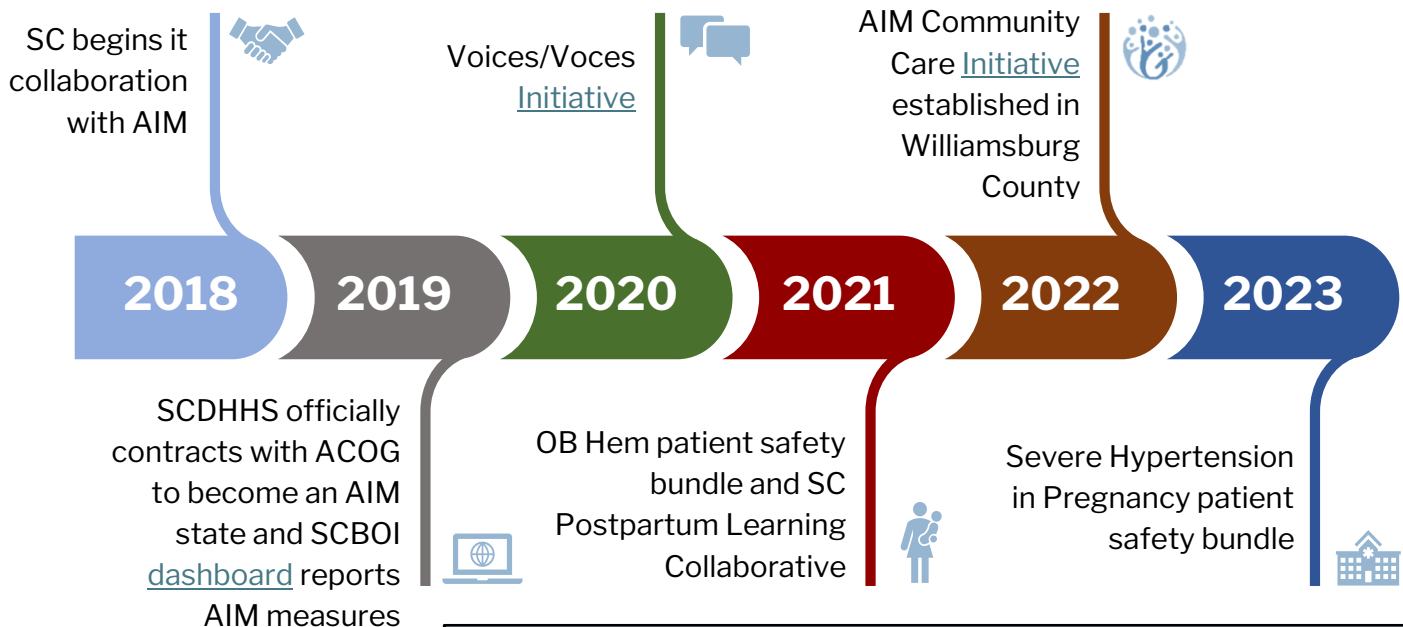 SC begins it
collaboration
with AIM
Voices/Voces
Initiative
AIM Community
Care Initiative
established in
Williamsburg
County
2018
2019
2020
2021
2022
2023
SCDHHS officially
contracts with ACOG
to become an AIM
state and SCBOI
dashboard reports
AIM measures
OB Hem patient safety
bundle and SC
Postpartum Learning
Collaborative
Severe Hypertension
in Pregnancy patient
safety bundle